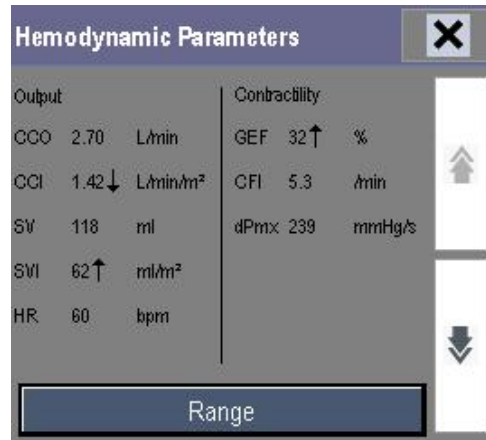 Hemodynamic Parameters
Output
CCO 2.70 L/min
CCI 1.42↓ L/min/m²
SV 118 ml
SVI 62↑ ml/m²
HR 60 bpm
Contractility
GEF 32↑ %
CFI 5.3 /min
dPmx 239 mmHg/s
Range